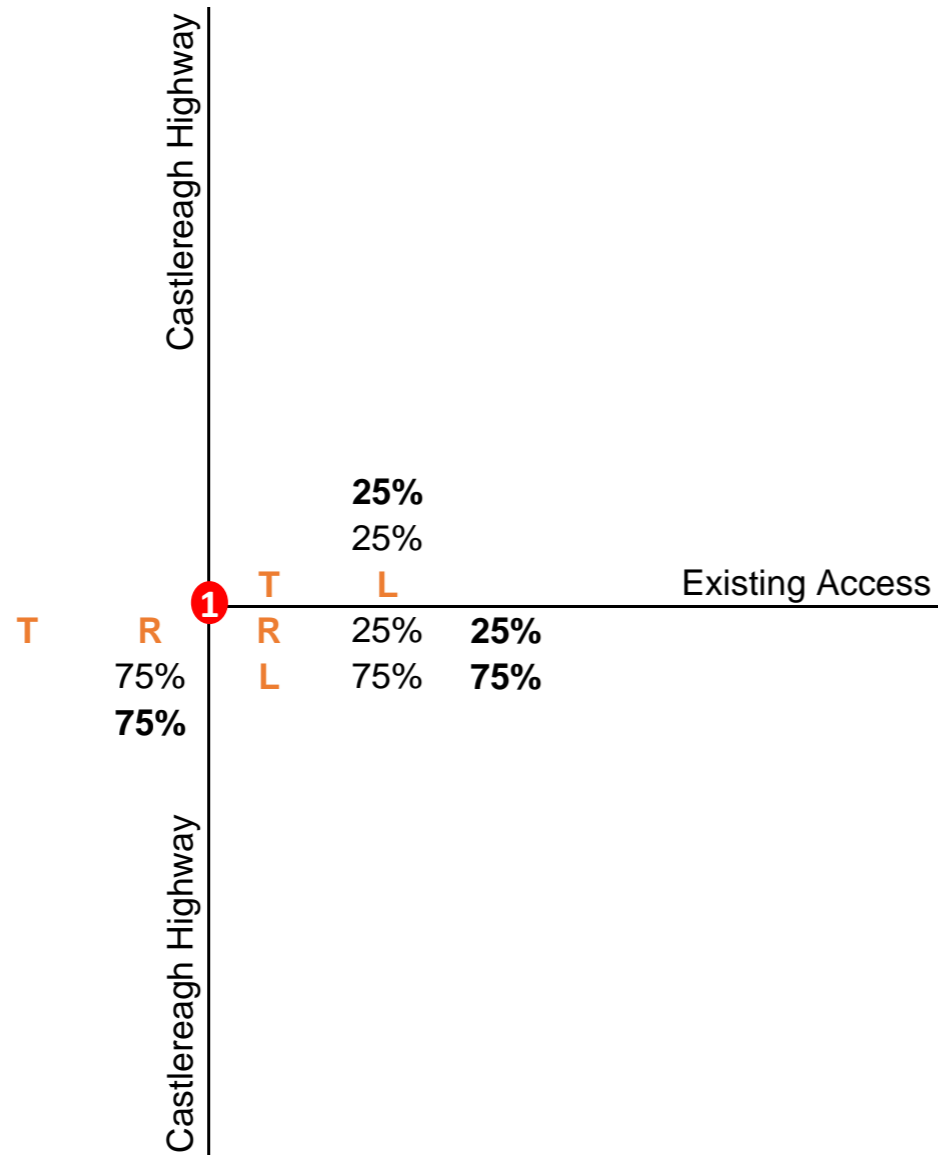 Castlereagh Highway
25%
25%
T L Existing Access
1
T R R 25% 25%
75% L 75% 75%
75%
Castlereagh Highway